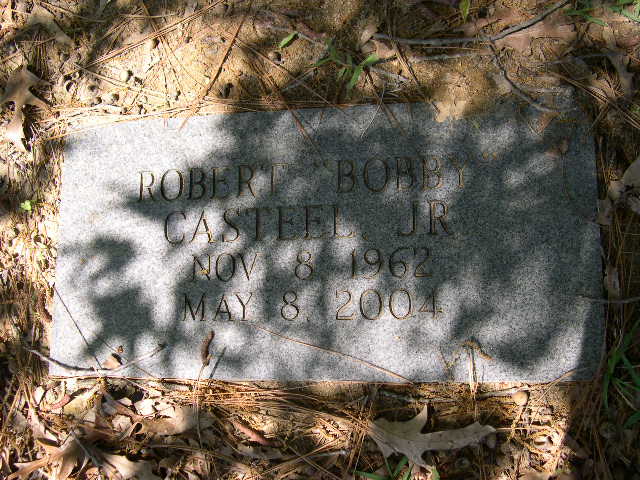 ROBERT "BOBBY"
CASTEEL JR
NOV 8 1962
MAY 8, 2004